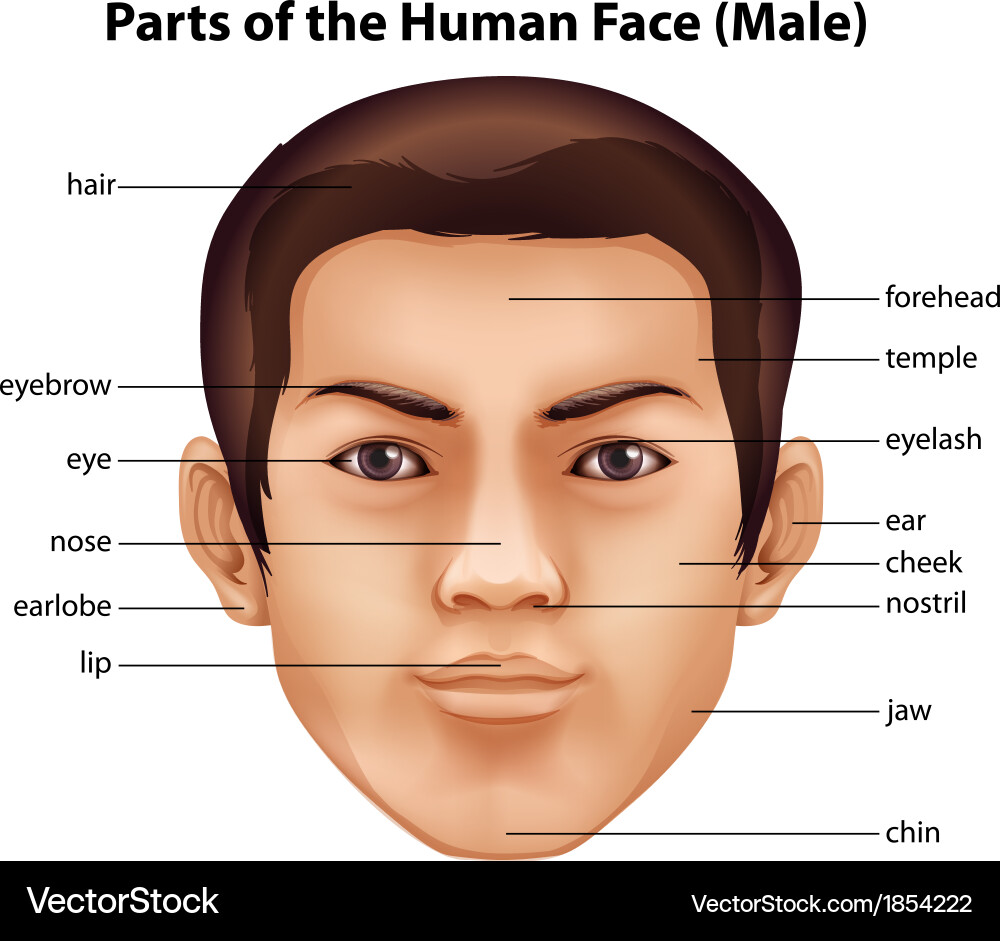 Parts of the Human Face (Male)
hair
forehead
temple
eyebrow
eyelash
eye
ear
nose
cheek
nostril
earlobe
lip
jaw
chin
VectorStock
VectorStock.com/1854222